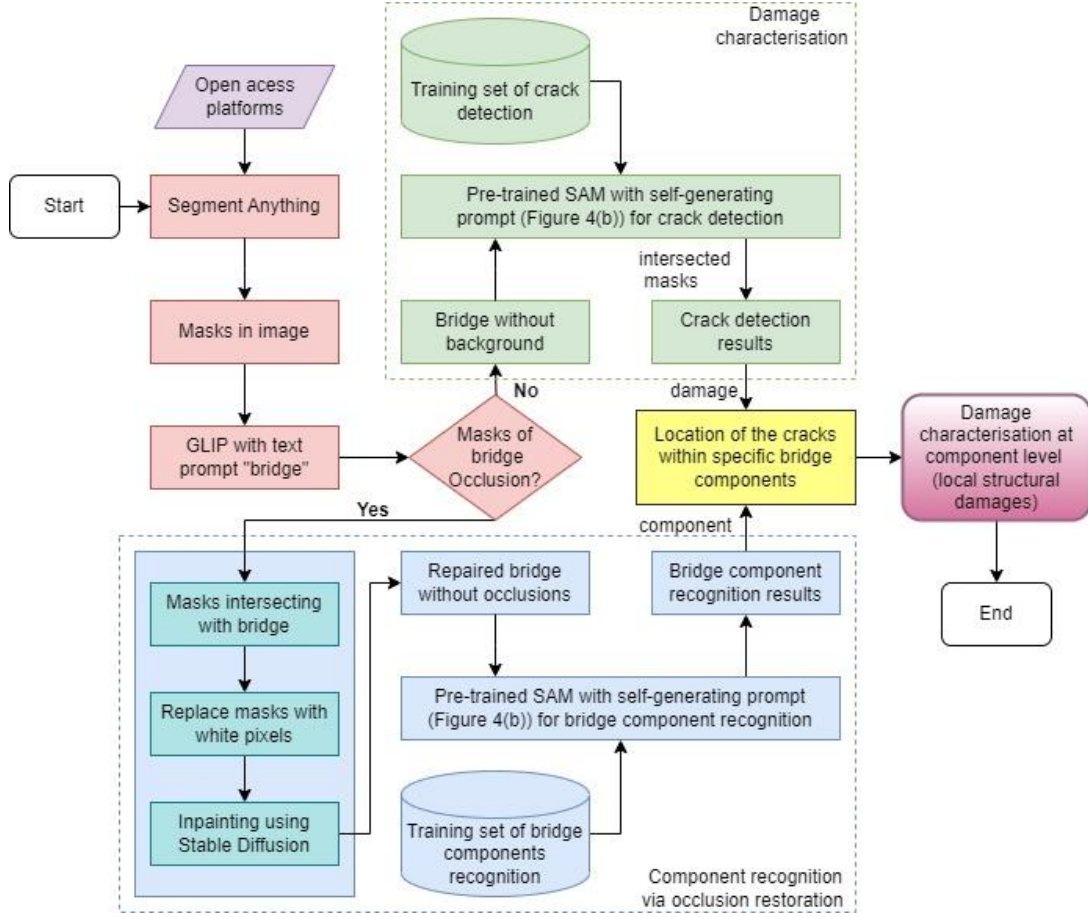 Damage
characterisation
Open acess
platforms
Training set of crack
detection
Start
Segment Anything
Pre-trained SAM with self-generating
prompt (Figure 4(b)) for crack detection
intersected
masks
Masks in image
Bridge without
background
Crack detection
results
No
damage
GLIP with text
prompt "bridge"
Masks of
bridge
Occlusion?
Location of the cracks
within specific bridge
components
Damage
characterisation at
component level
(local structural
damages)
Yes
component
Masks intersecting
with bridge
Repaired bridge
without occlusions
Bridge component
recognition results
End
Replace masks with
white pixels
Pre-trained SAM with self-generating prompt
(Figure 4(b)) for bridge component recognition
Inpainting using
Stable Diffusion
Training set of bridge
components
recognition
Component recognition
via occlusion restoration